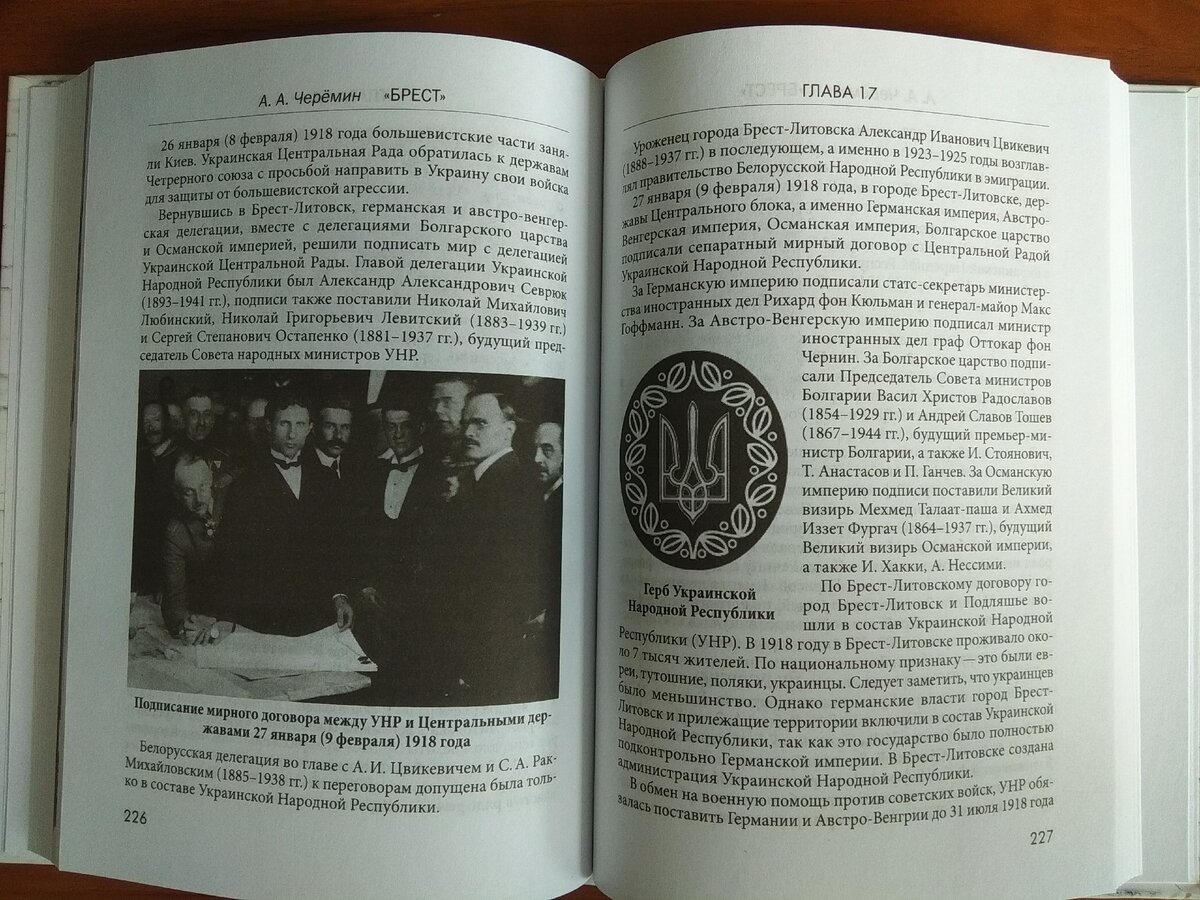 А. А. Черёмин «БРЕСТ»
26 января (8 февраля) 1918 года большевистские части заня-
ли Киев. Украинская Центральная Рада обратилась к державам
Четрерного союза с просьбой направить в Украину свои войска
для защиты от большевистской агрессии.
Вернувшись в Брест-Литовск, германская и австро-венгер-
ская делегации, вместе с делегациями Болгарского царства
и Османской империей, решили подписать мир с делегацией
Украинской Центральной Рады. Главой делегации Украинской
Народной Республики был Александр Александрович Севрюк
(1893–1941 гг.), подписи также поставили Николай Михайлович
Любинский, Николай Григорьевич Левитский (1883–1939 гг.)
и Сергей Степанович Остапенко (1881–1937 гг.), будущий пред-
седатель Совета народных министров УНР.
Подписание мирного договора между УНР и Центральными дер-
жавами 27 января (9 февраля) 1918 года
Белорусская делегация во главе с А. И. Цвикевичем и С. А. Рак-
Михайловским (1885–1938 гг.) к переговорам допущена была толь-
ко в составе Украинской Народной Республики.
226
ГЛАВА 17
Уроженец города Брест-Литовска Александр Иванович Цвикевич
(1888–1937 гг.) в последующем, а именно в 1923–1925 годы возглав-
лял правительство Белорусской Народной Республики в эмиграции.
27 января (9 февраля) 1918 года, в городе Брест-Литовске, дер-
жавы Центрального блока, а именно Германская империя, Австро-
Венгерская империя, Османская империя, Болгарское царство
подписали сепаратный мирный договор с Центральной Радой
Украинской Народной Республики.
За Германскую империю подписали статс-секретарь министер-
ства иностранных дел Рихард фон Кюльман и генерал-майор Макс
Гоффманн. За Австро-Венгерскую империю подписал министр
иностранных дел граф Оттокар фон
Чернин. За Болгарское царство подпи-
сали Председатель Совета министров
Болгарии Васил Христов Радославов
(1854–1929 гг.) и Андрей Славов Тошев
(1867–1944 гг.), будущий премьер-ми-
нистр Болгарии, а также И. Стоянович,
Т. Анастасов и П. Ганчев. За Османскую
империю подписи поставили Великий
визирь Мехмед Талаат-паша и Ахмед
Иззет Фургач (1864–1937 гг.), будущий
Великий визирь Османской империи,
а также И. Хакки, А. Нессими.
Герб Украинской
Народной Республики
По Брест-Литовскому договору го-
род Брест-Литовск и Подляшье во-
шли в состав Украинской Народной
Республики (УНР). В 1918 году в Брест-Литовске проживало око-
ло 7 тысяч жителей. По национальному признаку — это были ев-
реи, тутошние, поляки, украинцы. Следует заметить, что украинцев
было меньшинство. Однако германские власти город Брест-
Литовск и прилежащие территории включили в состав Украинской
Народной Республики, так как это государство было полностью
подконтрольно Германской империи. В Брест-Литовске создана
администрация Украинской Народной Республики.
В обмен на военную помощь против советских войск, УНР обя-
залась поставить Германии и Австро-Венгрии до 31 июля 1918 года
227